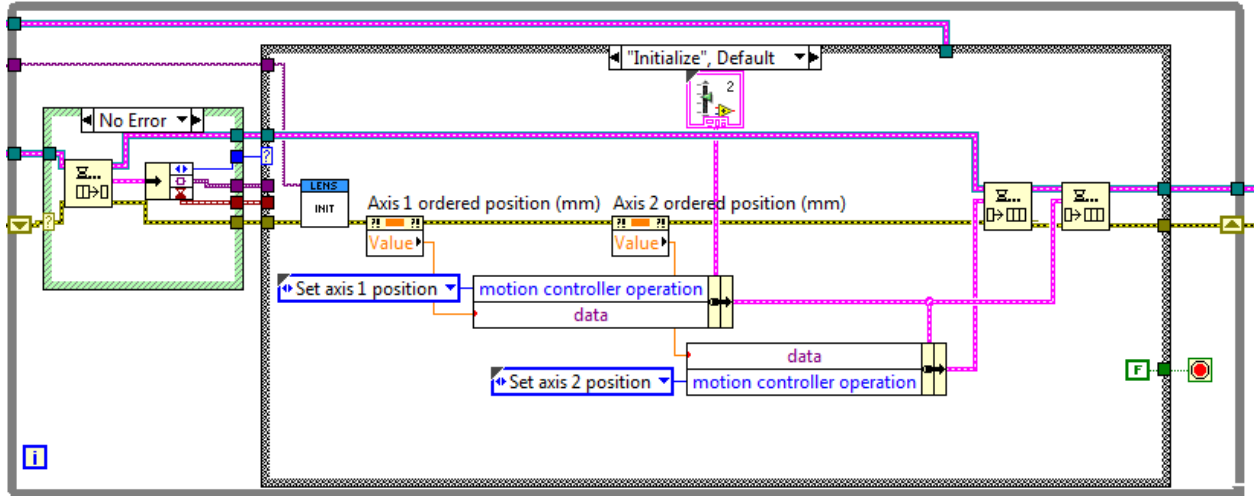 "Initialize", Default
2
No Error
?
?
LENS
INIT
Axis 1 ordered position (mm)
Axis 2 ordered position (mm)
?!
?!
?!
?!
Value
Value
Set axis 1 position
motion controller operation
data
data
Set axis 2 position
motion controller operation
F
i